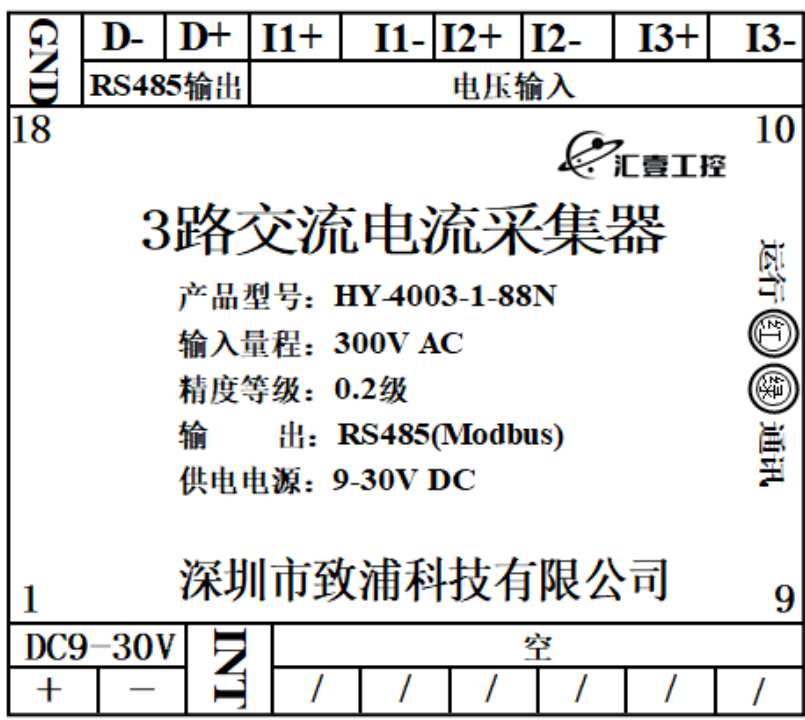 GND D- D+ I1+ I1- I2+ I2- I3+ I3-
RS485输出 电压输入
18 10
汇壹工控
3路交流电流采集器
产品型号：HY-4003-1-88N
输入量程：300V AC
精度等级：0.2级
输 出：RS485(Modbus)
供电电源：9-30V DC
运行 红 绿 通讯
深圳市致浦科技有限公司
1 9
DC9-30V INT 空
+ - / / / / / /